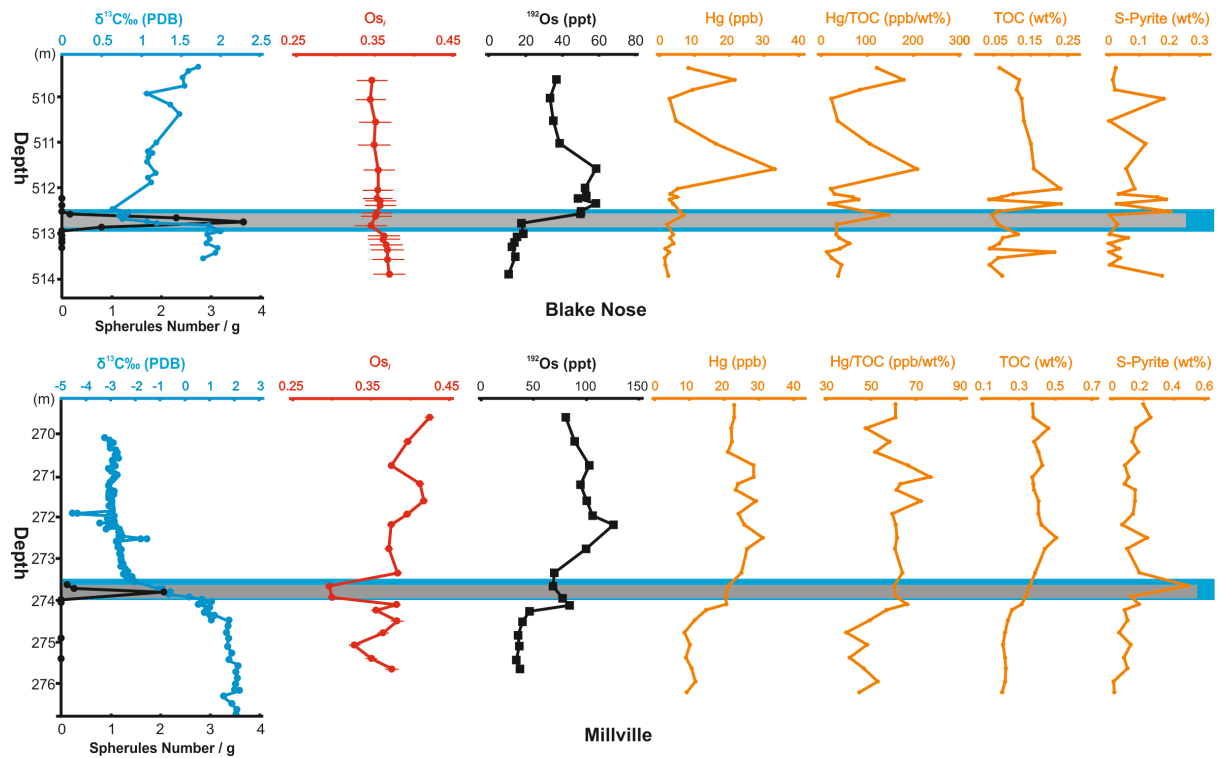 δ¹³C‰ (PDB) Osᵢ ¹⁹²Os (ppt) Hg (ppb) Hg/TOC (ppb/wt%) TOC (wt%) S-Pyrite (wt%)
0 0.5 1 1.5 2 2.5 0.25 0.35 0.45 0 20 40 60 80 0 10 20 30 40 0 100 200 300 0.05 0.15 0.25 0 0.1 0.2 0.3
(m)
510
511
512
513
514
Depth
0 1 2 3 4
Spherules Number / g
Blake Nose
δ¹³C‰ (PDB) Osᵢ ¹⁹²Os (ppt) Hg (ppb) Hg/TOC (ppb/wt%) TOC (wt%) S-Pyrite (wt%)
-5 -4 -3 -2 -1 0 1 2 3 0.25 0.35 0.45 0 50 100 150 0 10 20 30 40 30 50 70 90 0.1 0.3 0.5 0.7 0 0.2 0.4 0.6
(m)
270
271
272
273
274
275
276
Depth
0 1 2 3 4
Spherules Number / g
Millville